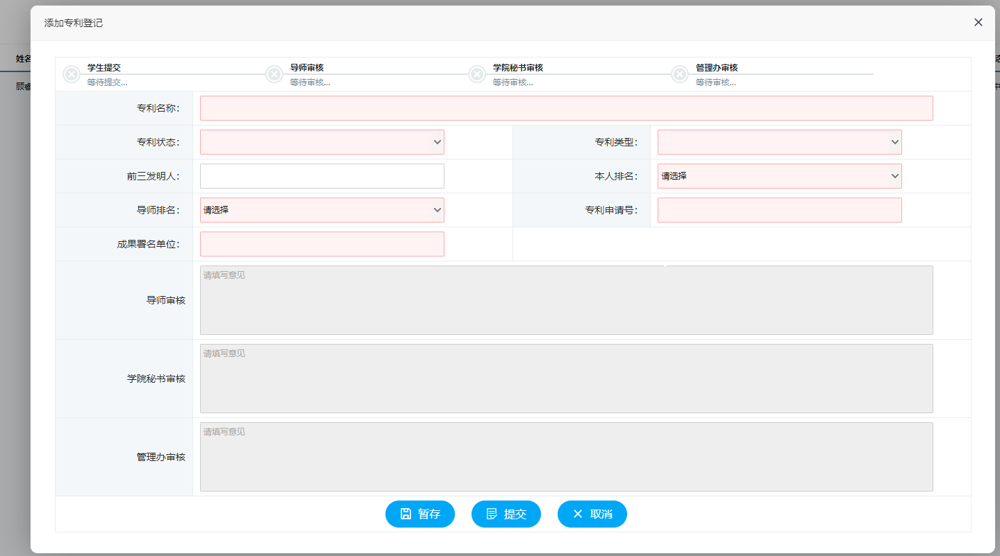 添加专利登记
姓名
顾睿
态
中
学生提交
等待提交...
导师审核
等待审核...
学院秘书审核
等待审核...
管理办审核
等待审核...
专利名称：
专利状态：
专利类型：
前三发明人：
本人排名：
请选择
导师排名：
请选择
专利申请号：
成果署名单位：
导师审核
请填写意见
学院秘书审核
请填写意见
管理办审核
请填写意见
暂存
提交
取消